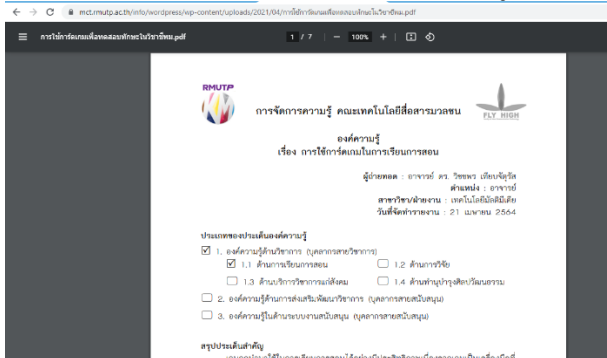 mct.rmutp.ac.th/info/wordpress/wp-content/uploads/2021/04/การใช้การ์ดเกมเพื่อทดสอบทักษะในวิชาชีพม.pdf
การใช้การ์ดเกมเพื่อทดสอบทักษะในวิชาชีพม.pdf
1 / 7
100%
RMUTP
การจัดการความรู้ คณะเทคโนโลยีสื่อสารมวลชน
FLY HIGH
องค์ความรู้
เรื่อง การใช้การ์ดเกมในการเรียนการสอน
ผู้ถ่ายทอด : อาจารย์ ดร. วิชชพร เทียบจัตุรัส
ตำแหน่ง : อาจารย์
สาขาวิชา/ฝ่ายงาน : เทคโนโลยีมัลติมีเดีย
วันที่จัดทำรายงาน : 21 เมษายน 2564
ประเภทของประเด็นองค์ความรู้
1. องค์ความรู้ด้านวิชาการ (บุคลากรสายวิชาการ)
1.1 ด้านการเรียนการสอน 1.2 ด้านการวิจัย
1.3 ด้านบริการวิชาการแก่สังคม 1.4 ด้านทำนุบำรุงศิลปวัฒนธรรม
2. องค์ความรู้ด้านการส่งเสริมพัฒนาวิชาการ (บุคลากรสายสนับสนุน)
3. องค์ความรู้ในด้านระบบงานสนับสนุน (บุคลากรสายสนับสนุน)
สรุปประเด็นสำคัญ